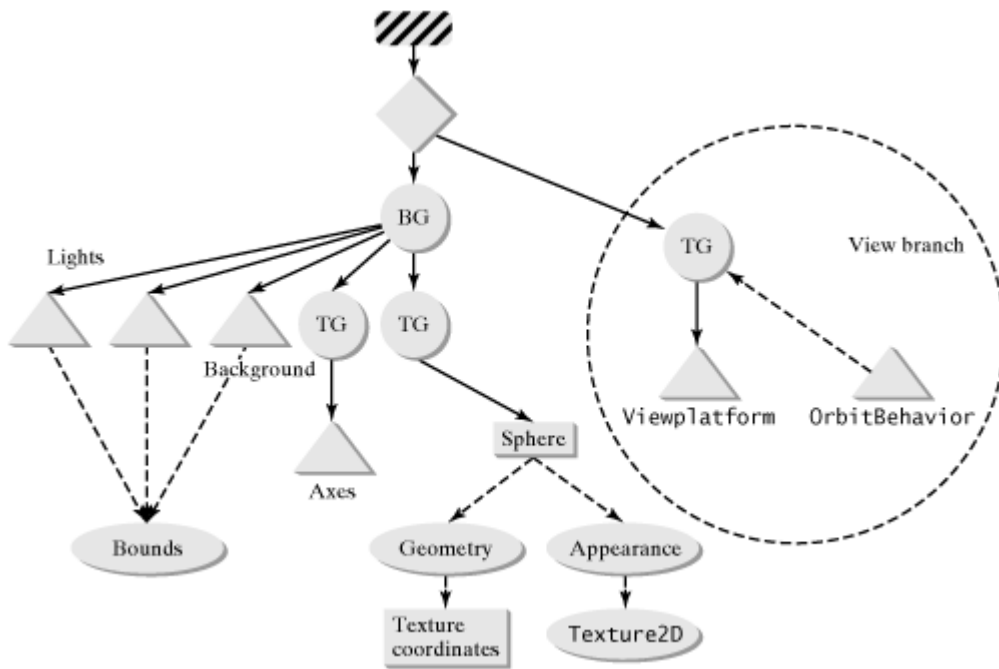 BG
TG
View branch
Lights
TG
TG
Background
Viewplatform
OrbitBehavior
Sphere
Axes
Bounds
Geometry
Appearance
Texture
coordinates
Texture2D